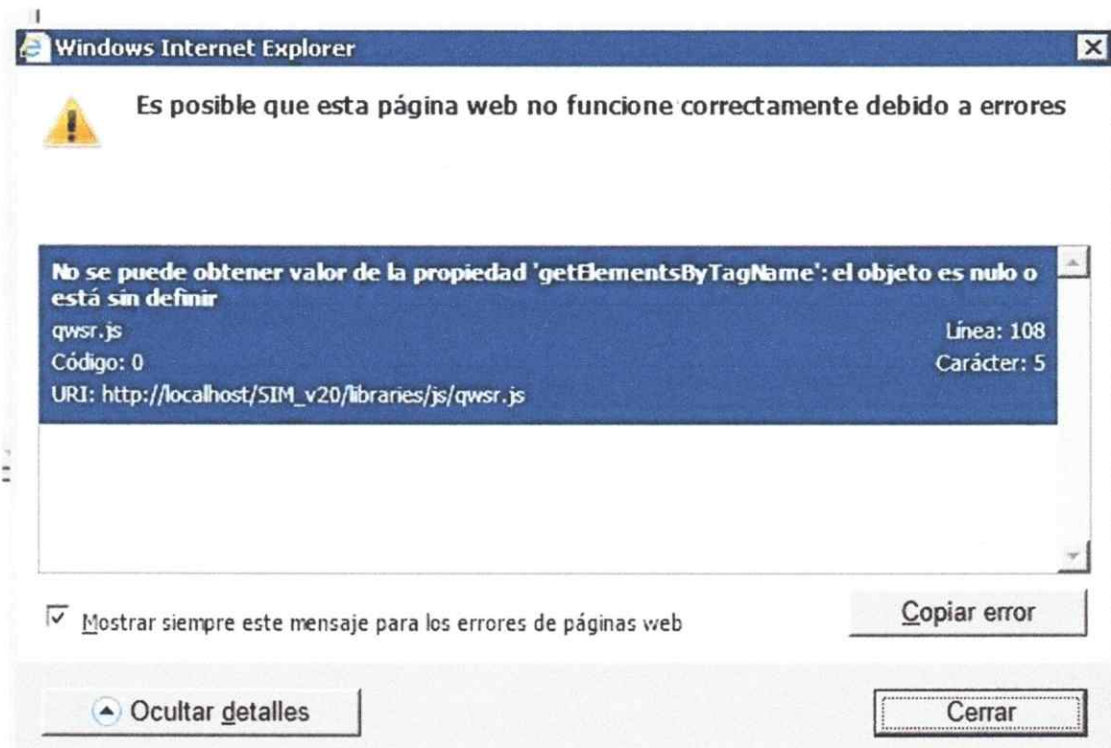 Windows Internet Explorer
Es posible que esta página web no funcione correctamente debido a errores
No se puede obtener valor de la propiedad 'getElementsByTagName': el objeto es nulo o
está sin definir
qwsr.js Línea: 108
Código: 0 Carácter: 5
URI: http://localhost/SIM_v20/libraries/js/qwsr.js
Mostrar siempre este mensaje para los errores de páginas web
Copiar error
Ocultar detalles
Cerrar